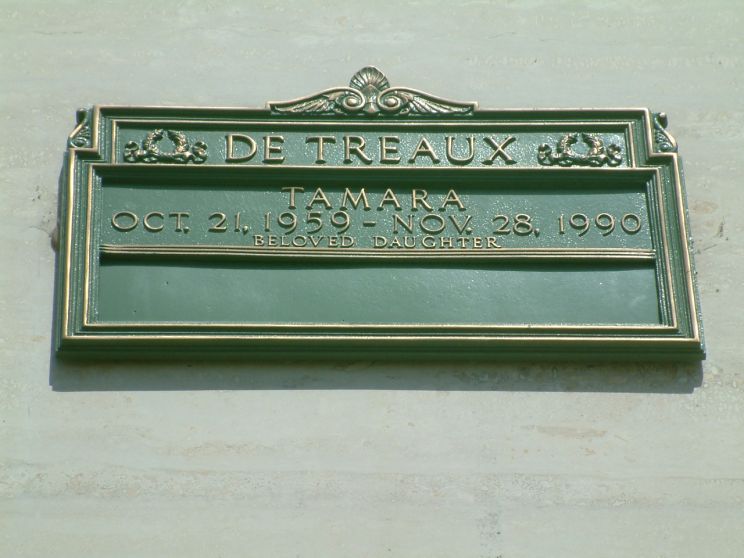 DE TREAUX
TAMARA
OCT. 21, 1959 - NOV. 28, 1990
BELOVED DAUGHTER